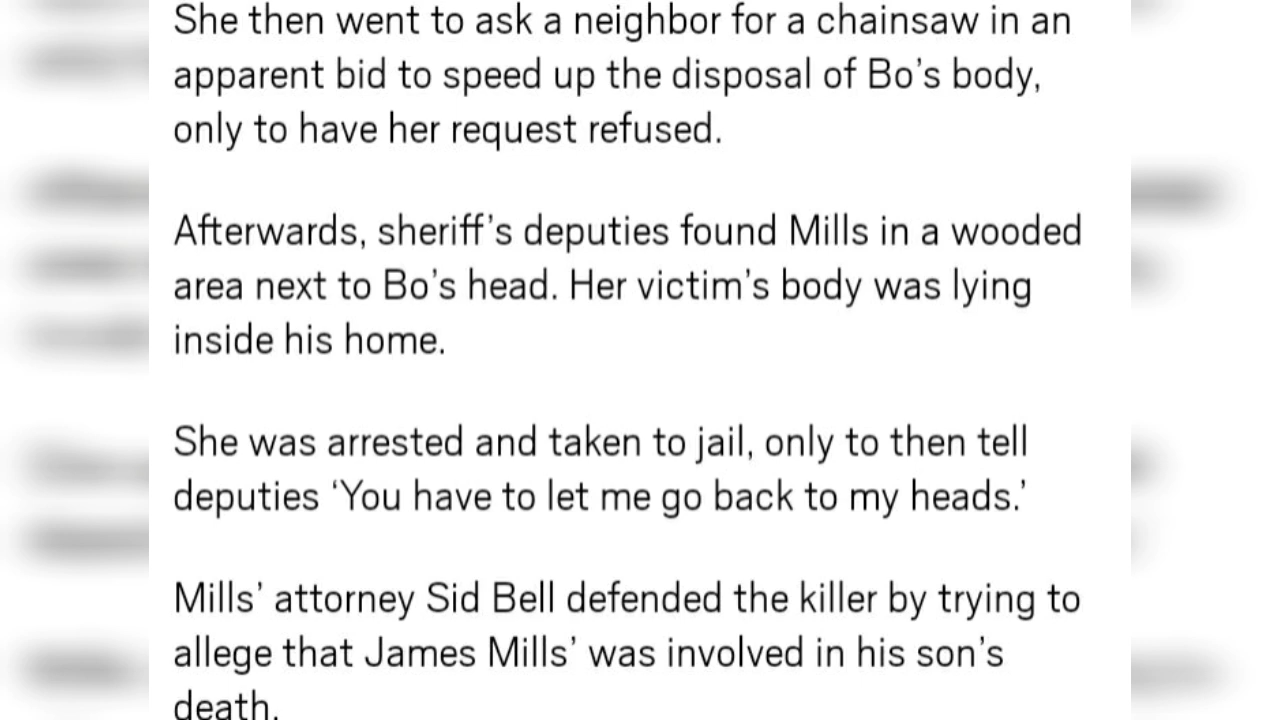 She then went to ask a neighbor for a chainsaw in an
apparent bid to speed up the disposal of Bo’s body,
only to have her request refused.
Afterwards, sheriff’s deputies found Mills in a wooded
area next to Bo’s head. Her victim’s body was lying
inside his home.
She was arrested and taken to jail, only to then tell
deputies ‘You have to let me go back to my heads.’
Mills’ attorney Sid Bell defended the killer by trying to
allege that James Mills’ was involved in his son’s
death.